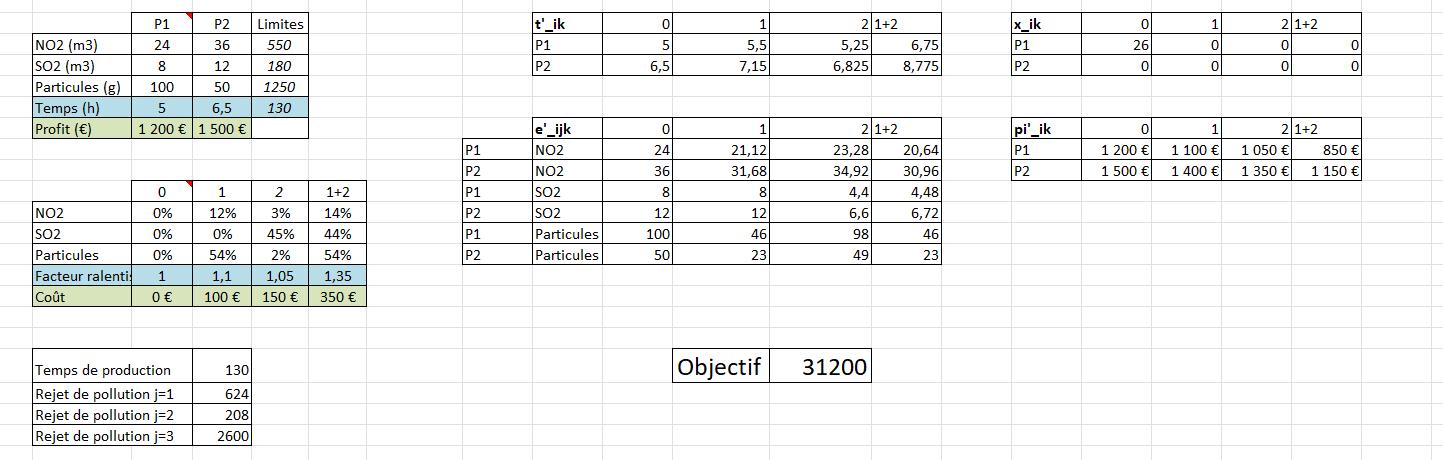 P1 P2 Limites
NO2 (m3) 24 36 550
SO2 (m3) 8 12 180
Particules (g) 100 50 1250
Temps (h) 5 6,5 130
Profit (€) 1 200 € 1 500 €
0 1 2 1+2
NO2 0% 12% 3% 14%
SO2 0% 0% 45% 44%
Particules 0% 54% 2% 54%
Facteur ralentis 1 1,1 1,05 1,35
Coût 0 € 100 € 150 € 350 €
Temps de production 130
Rejet de pollution j=1 624
Rejet de pollution j=2 208
Rejet de pollution j=3 2600
t'_ik 0 1 2 1+2
P1 5 5,5 5,25 6,75
P2 6,5 7,15 6,825 8,775
e'_ijk 0 1 2 1+2
P1 NO2 24 21,12 23,28 20,64
P2 NO2 36 31,68 34,92 30,96
P1 SO2 8 8 4,4 4,48
P2 SO2 12 12 6,6 6,72
P1 Particules 100 46 98 46
P2 Particules 50 23 49 23
Objectif 31200
x_ik 0 1 2 1+2
P1 26 0 0 0
P2 0 0 0 0
pi'_ik 0 1 2 1+2
P1 1 200 € 1 100 € 1 050 € 850 €
P2 1 500 € 1 400 € 1 350 € 1 150 €